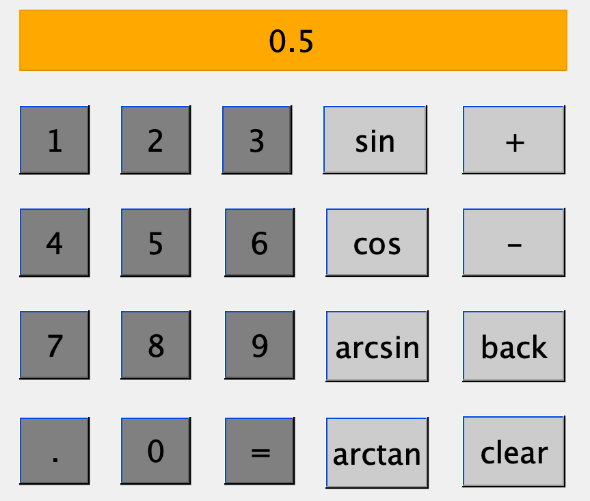 0.5
1 2 3 sin +
4 5 6 cos -
7 8 9 arcsin back
. 0 = arctan clear